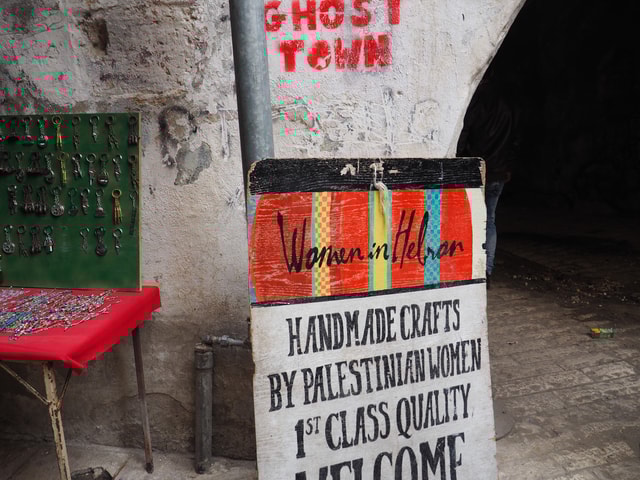 GHOST
TOWN
Women in Hebron
HANDMADE CRAFTS
BY PALESTINIAN WOMEN
1ST CLASS QUALITY
WELCOME